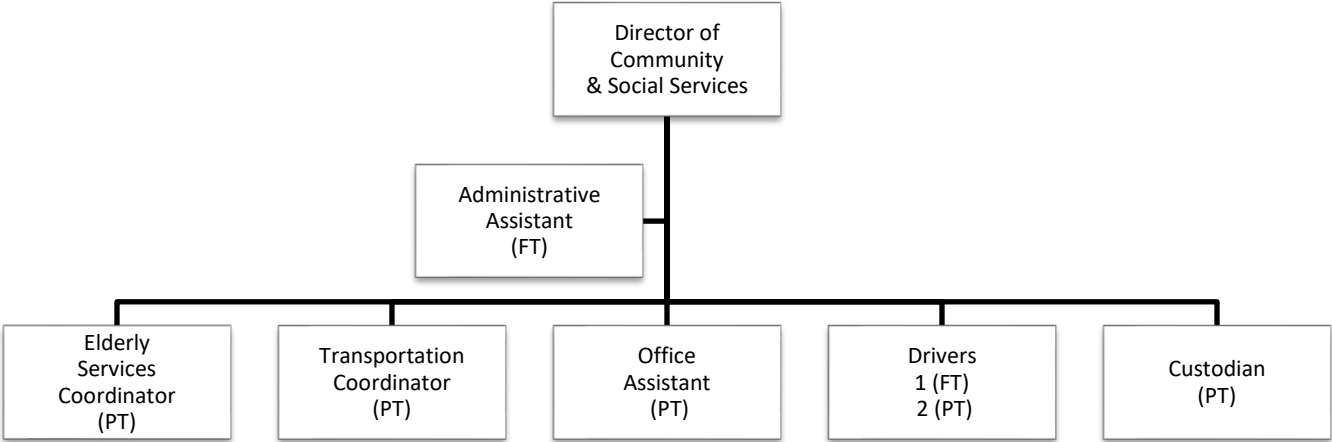 Director of
Community
& Social Services
Administrative
Assistant
(FT)
Elderly
Services
Coordinator
(PT)
Transportation
Coordinator
(PT)
Office
Assistant
(PT)
Drivers
1 (FT)
2 (PT)
Custodian
(PT)